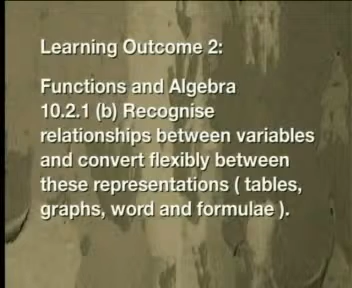 Learning Outcome 2:
Functions and Algebra
10.2.1 (b) Recognise
relationships between variables
and convert flexibly between
these representations ( tables,
graphs, word and formulae ).